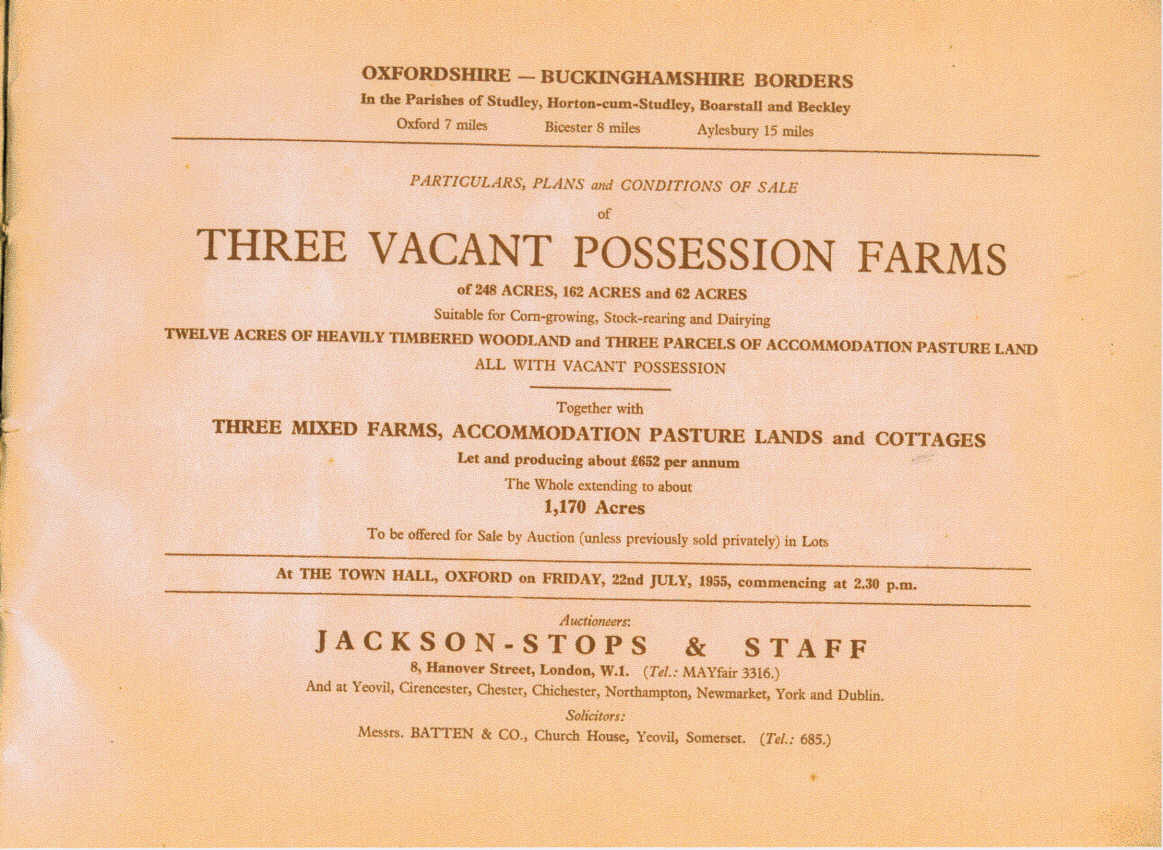 OXFORDSHIRE — BUCKINGHAMSHIRE BORDERS
In the Parishes of Studley, Horton-cum-Studley, Boarstall and Beckley
Oxford 7 miles Bicester 8 miles Aylesbury 15 miles
PARTICULARS, PLANS and CONDITIONS OF SALE
of
THREE VACANT POSSESSION FARMS
of 248 ACRES, 162 ACRES and 62 ACRES
Suitable for Corn-growing, Stock-rearing and Dairying
TWELVE ACRES OF HEAVILY TIMBERED WOODLAND and THREE PARCELS OF ACCOMMODATION PASTURE LAND
ALL WITH VACANT POSSESSION
Together with
THREE MIXED FARMS, ACCOMMODATION PASTURE LANDS and COTTAGES
Let and producing about £652 per annum
The Whole extending to about
1,170 Acres
To be offered for Sale by Auction (unless previously sold privately) in Lots
At THE TOWN HALL, OXFORD on FRIDAY, 22nd JULY, 1955, commencing at 2.30 p.m.
Auctioneers:
JACKSON-STOPS & STAFF
8, Hanover Street, London, W.1. (Tel.: MAYfair 3316.)
And at Yeovil, Cirencester, Chester, Chichester, Northampton, Newmarket, York and Dublin.
Solicitors:
Messrs. BATTEN & CO., Church House, Yeovil, Somerset. (Tel.: 685.)